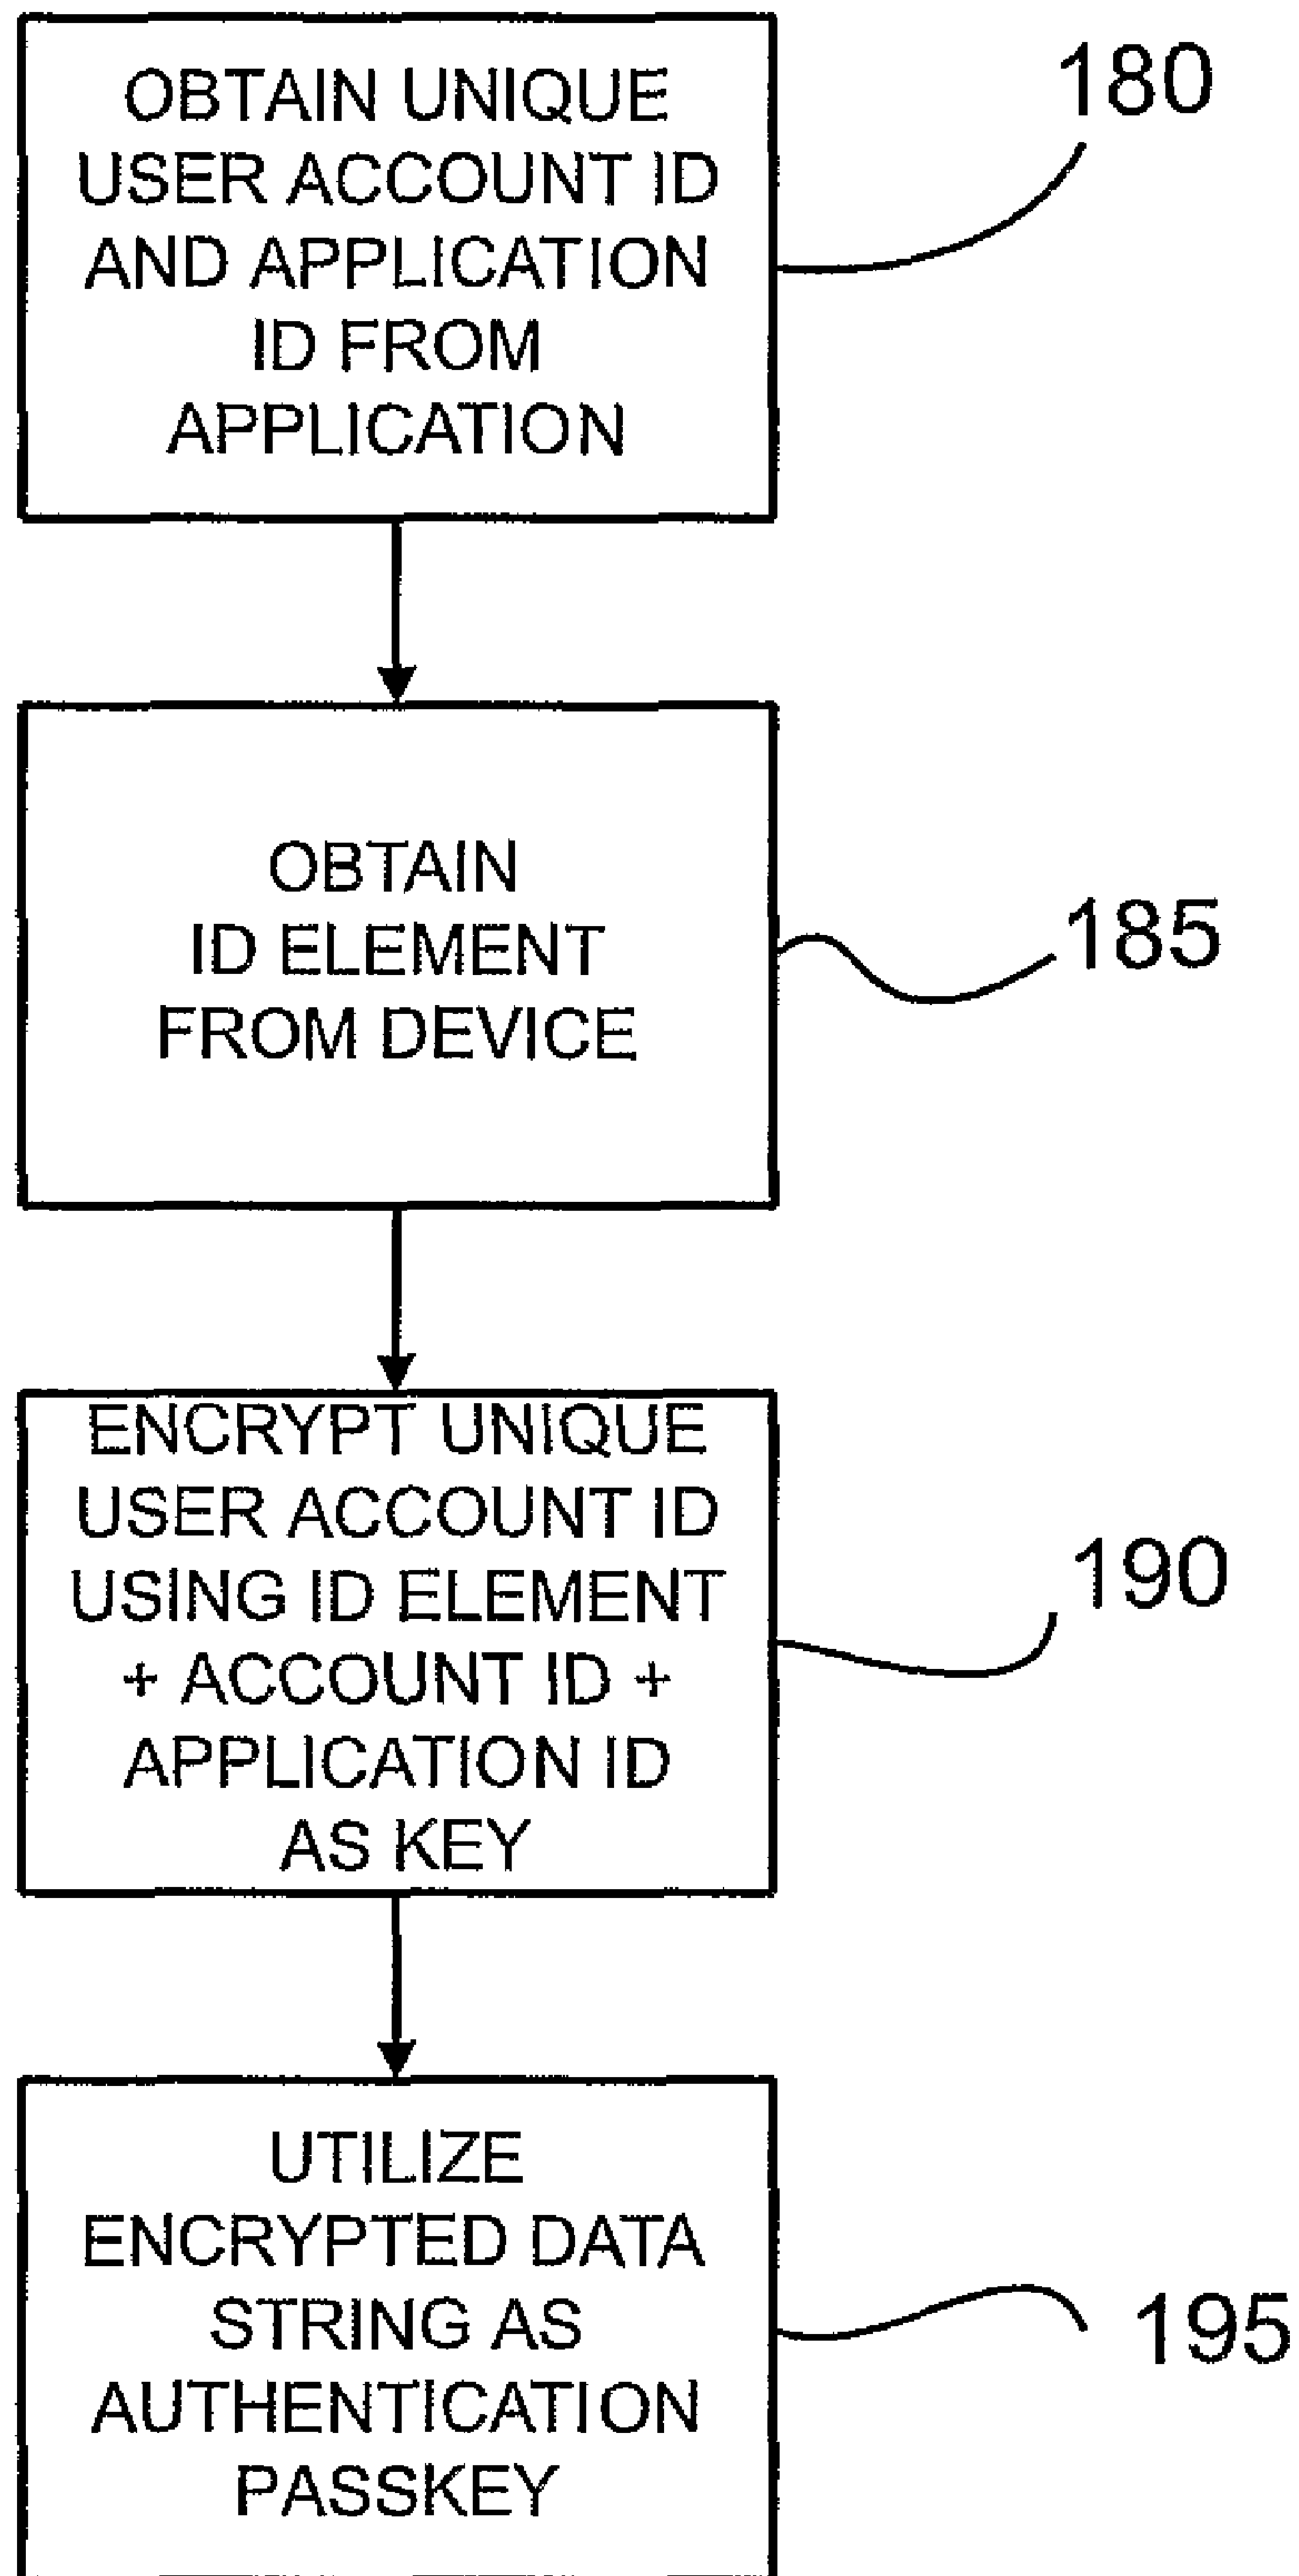 OBTAIN UNIQUE
USER ACCOUNT ID
AND APPLICATION
ID FROM
APPLICATION
180
OBTAIN
ID ELEMENT
FROM DEVICE
185
ENCRYPT UNIQUE
USER ACCOUNT ID
USING ID ELEMENT
+ ACCOUNT ID +
APPLICATION ID
AS KEY
190
UTILIZE
ENCRYPTED DATA
STRING AS
AUTHENTICATION
PASSKEY
195